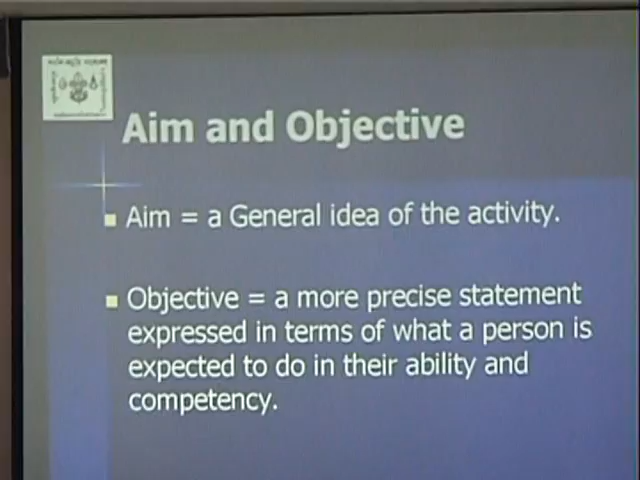 Aim and Objective
Aim = a General idea of the activity.
Objective = a more precise statement
expressed in terms of what a person is
expected to do in their ability and
competency.